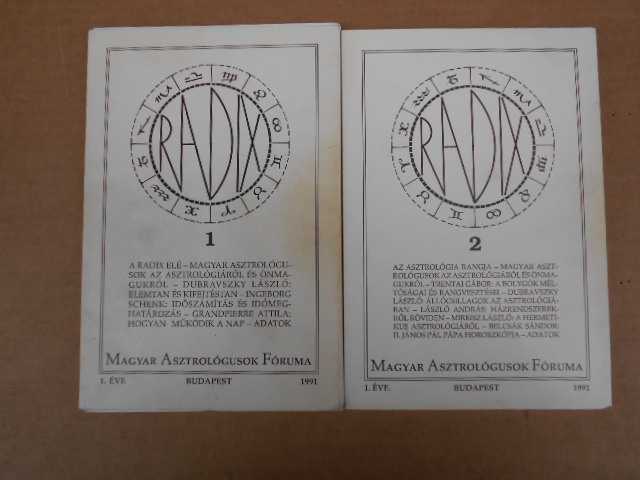 RADIX
1
A RADIX ELÉ – MAGYAR ASZTROLÓGU-
SOK AZ ASZTROLÓGIÁRÓL ÉS ÖNMA-
GUKRÓL – DUBRAVSZKY LÁSZLÓ:
ELEMTAN ÉS KIFEJTÉSTAN – INGEBORG
SCHENK: IDŐSZÁMÍTÁS ÉS IDŐMEG-
HATÁROZÁS – GRANDPIERRE ATTILA:
HOGYAN MŰKÖDIK A NAP – ADATOK
MAGYAR ASZTROLÓGUSOK FÓRUMA
1. ÉVF. BUDAPEST 1991
RADIX
2
AZ ASZTROLÓGIA RANGJA – MAGYAR ASZT-
ROLÓGUSOK AZ ASZTROLÓGIÁRÓL ÉS ÖNMA-
GUKRÓL – TRENTAI GÁBOR: A BOLYGÓK MÉL-
TÓSÁGAI ÉS RANGVESZTÉSEI – DUBRAVSZKY
LÁSZLÓ: ÁLLÓCSILLAGOK AZ ASZTROLÓGIÁ-
BAN – LÁSZLÓ ANDRÁS: HÁZRENDSZEREK-
RŐL RÖVIDEN – MIREISZ LÁSZLÓ: A HERMETI-
KUS ASZTROLÓGIÁRÓL – BELCSÁK SÁNDOR:
II. JÁNOS PÁL PÁPA HOROSZKÓPJA – ADATOK
MAGYAR ASZTROLÓGUSOK FÓRUMA
1. ÉVF. BUDAPEST 1991